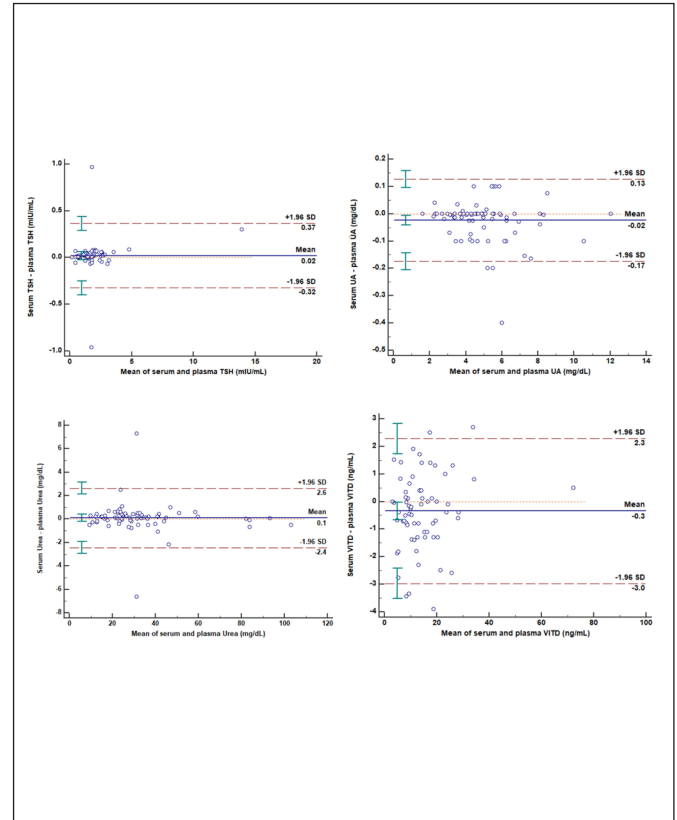 1.0
0.5
0.0
-0.5
-1.0
+1.96 SD
0.37
Mean
0.02
-1.96 SD
-0.32
0 5 10 15 20
Mean of serum and plasma TSH (mIU/mL)
Serum TSH - plasma TSH (mIU/mL)
0.2
0.1
0.0
-0.1
-0.2
-0.3
-0.4
-0.5
+1.96 SD
0.13
Mean
-0.02
-1.96 SD
-0.17
0 2 4 6 8 10 12 14
Mean of serum and plasma UA (mg/dL)
Serum UA - plasma UA (mg/dL)
8
6
4
2
0
-2
-4
-6
-8
+1.96 SD
2.6
Mean
0.1
-1.96 SD
-2.4
0 20 40 60 80 100 120
Mean of serum and plasma Urea (mg/dL)
Serum Urea - plasma Urea (mg/dL)
3
2
1
0
-1
-2
-3
-4
+1.96 SD
2.3
Mean
-0.3
-1.96 SD
-3.0
0 20 40 60 80 100
Mean of serum and plasma VITD (ng/mL)
Serum VITD - plasma VITD (ng/mL)